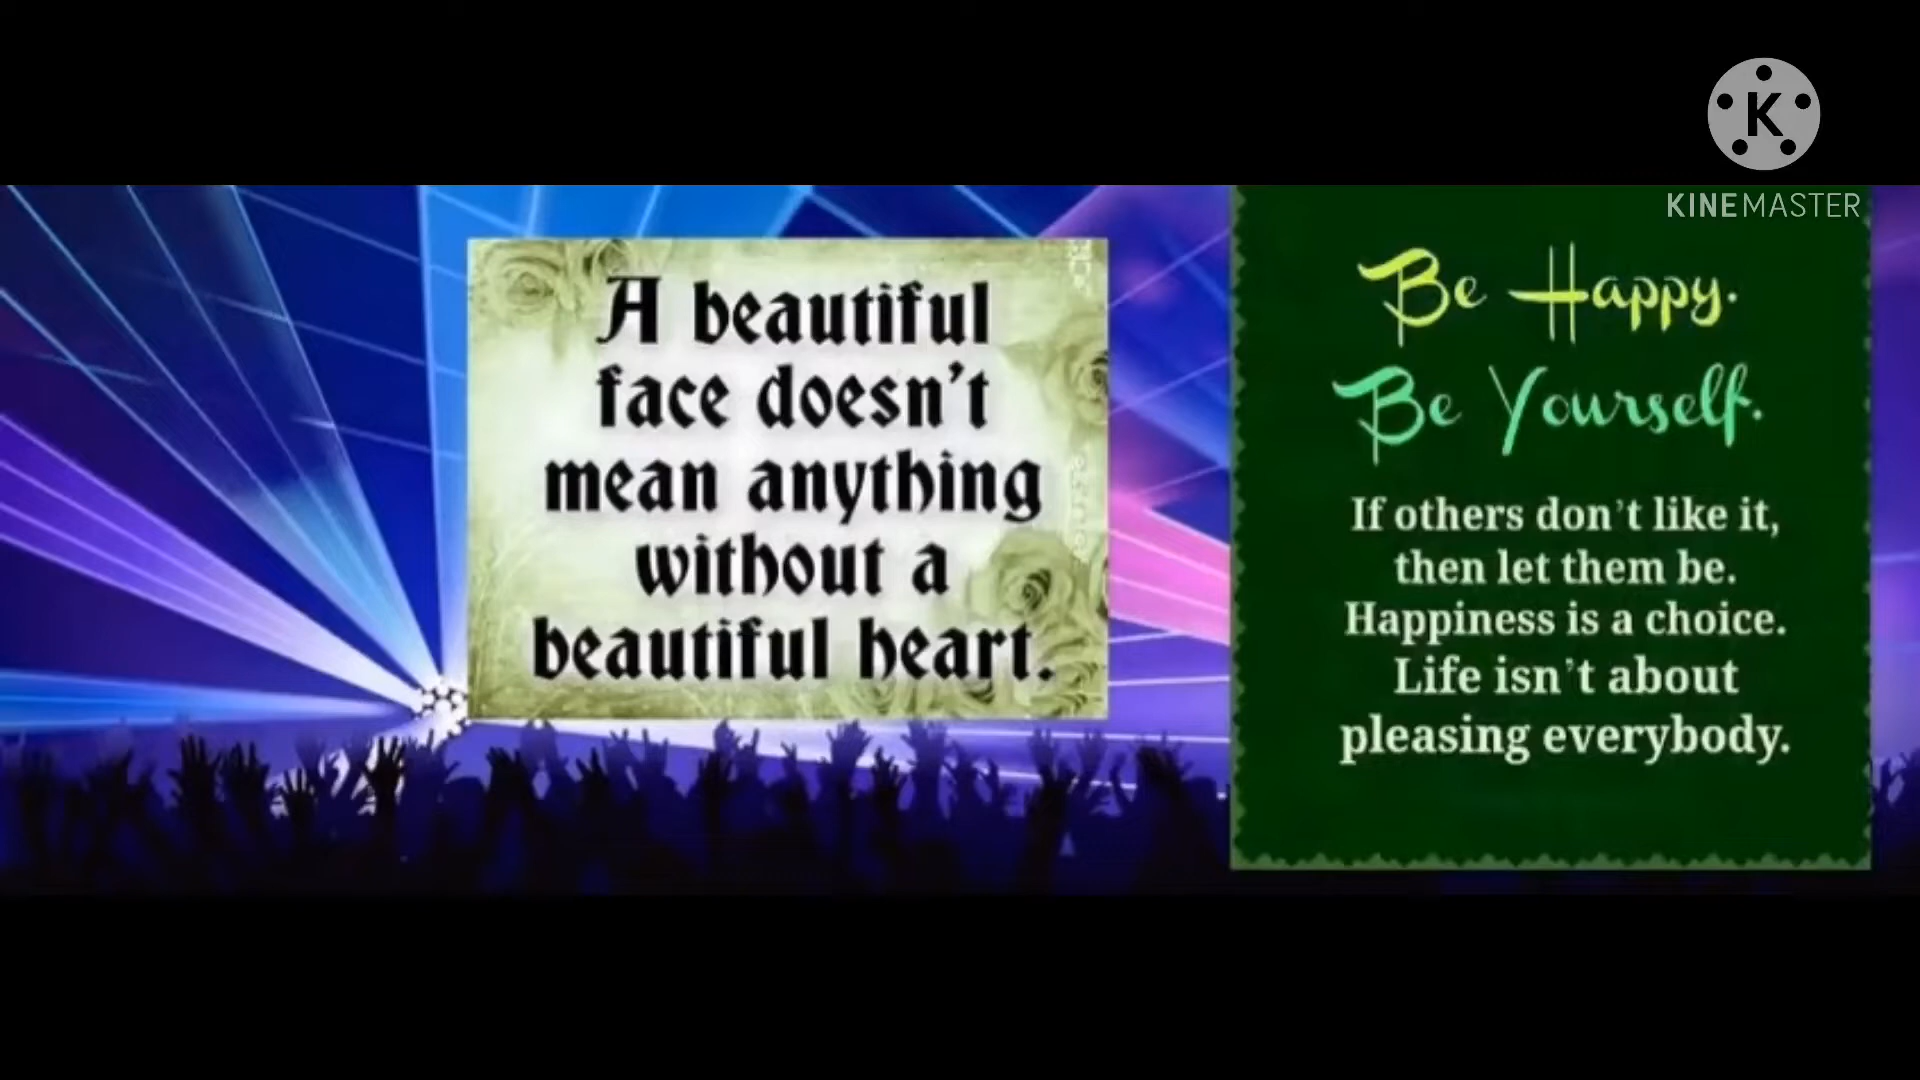 A beautiful
face doesn't
mean anything
without a
beautiful heart.
Be Happy.
Be Yourself.
If others don't like it,
then let them be.
Happiness is a choice.
Life isn't about
pleasing everybody.
K
KINEMASTER